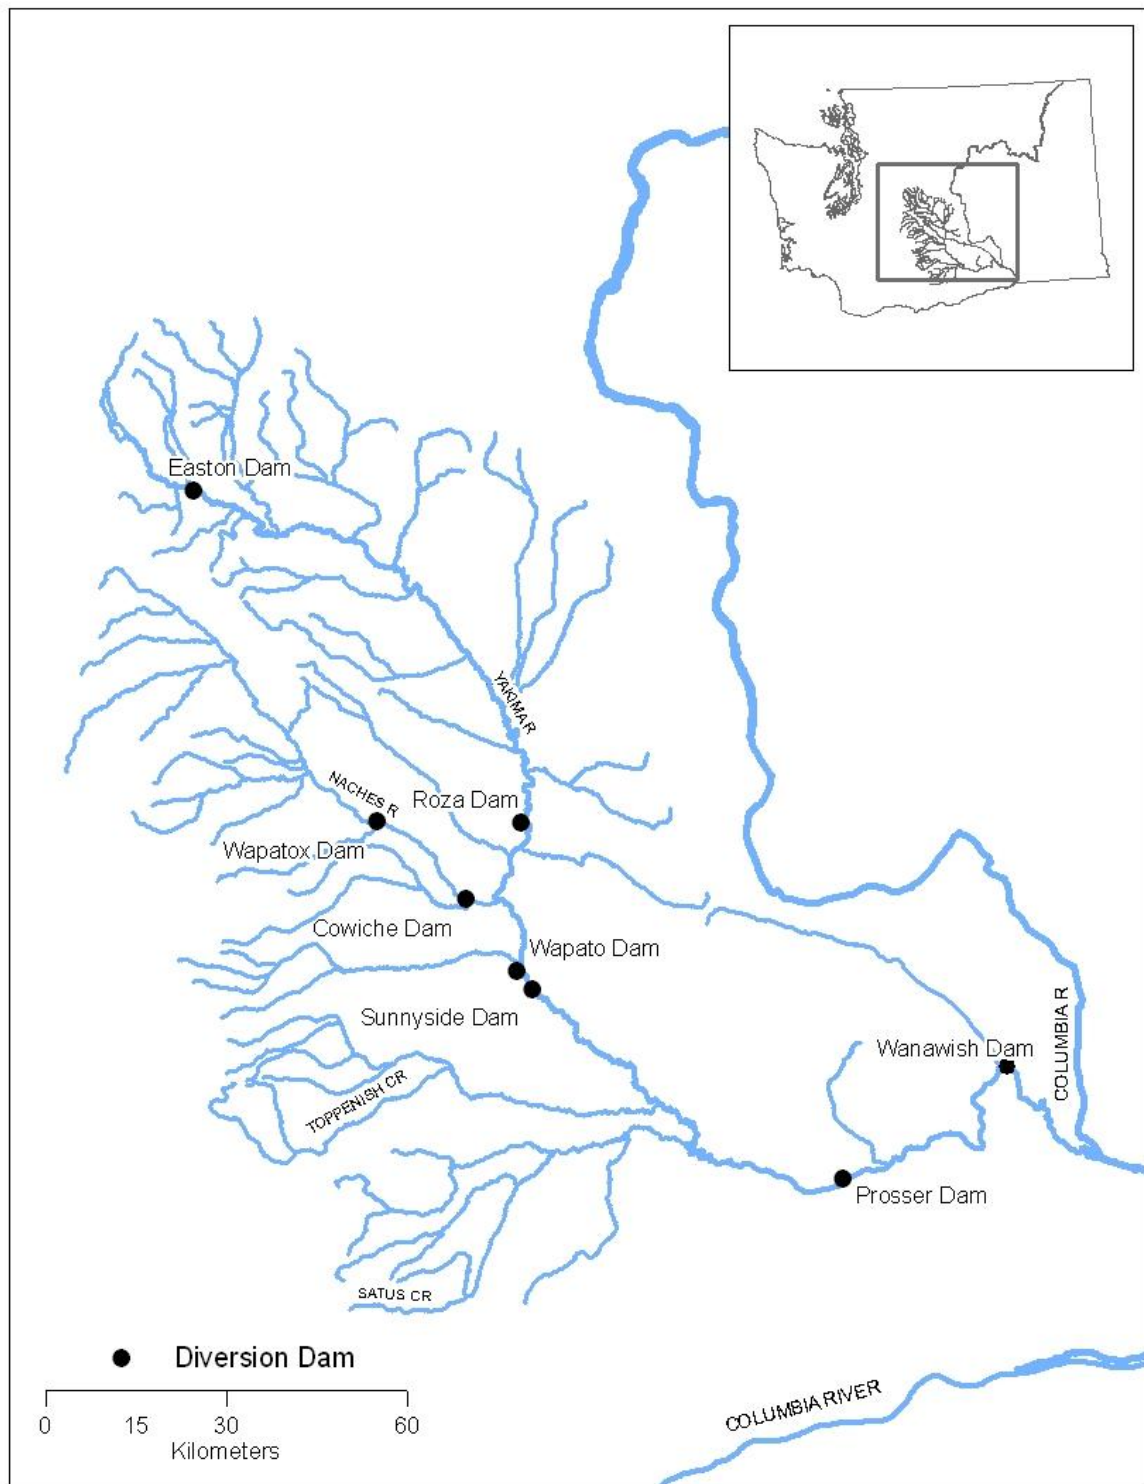 Easton Dam
YAKIMA R
NACHES R
Roza Dam
Wapatox Dam
Cowiche Dam
Wapato Dam
Sunnyside Dam
COLUMBIA R
Wanawish Dam
TOPPENISH CR
Prosser Dam
SATUS CR
Diversion Dam
COLUMBIA RIVER
0 15 30 60
Kilometers